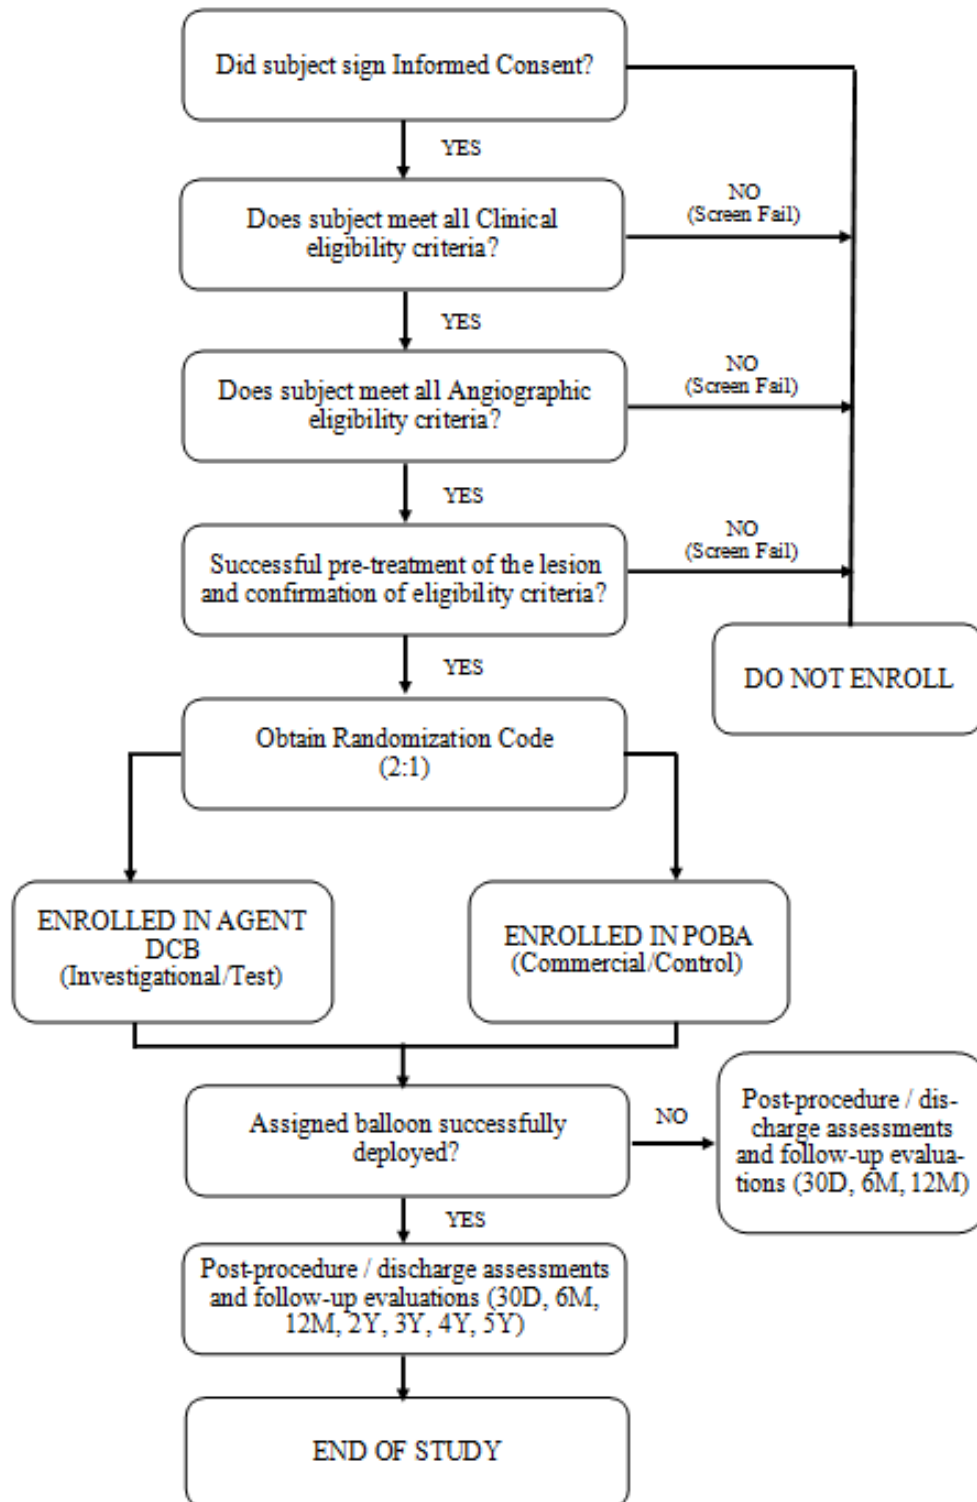 Did subject sign Informed Consent?
YES
Does subject meet all Clinical
eligibility criteria?
NO
(Screen Fail)
YES
Does subject meet all Angiographic
eligibility criteria?
NO
(Screen Fail)
YES
Successful pre-treatment of the lesion
and confirmation of eligibility criteria?
NO
(Screen Fail)
YES
DO NOT ENROLL
Obtain Randomization Code
(2:1)
ENROLLED IN AGENT
DCB
(Investigational/Test)
ENROLLED IN POBA
(Commercial/Control)
Assigned balloon successfully
deployed?
NO
Post-procedure / dis-
charge assessments
and follow-up evalua-
tions (30D, 6M, 12M)
YES
Post-procedure / discharge assessments
and follow-up evaluations (30D, 6M,
12M, 2Y, 3Y, 4Y, 5Y)
END OF STUDY